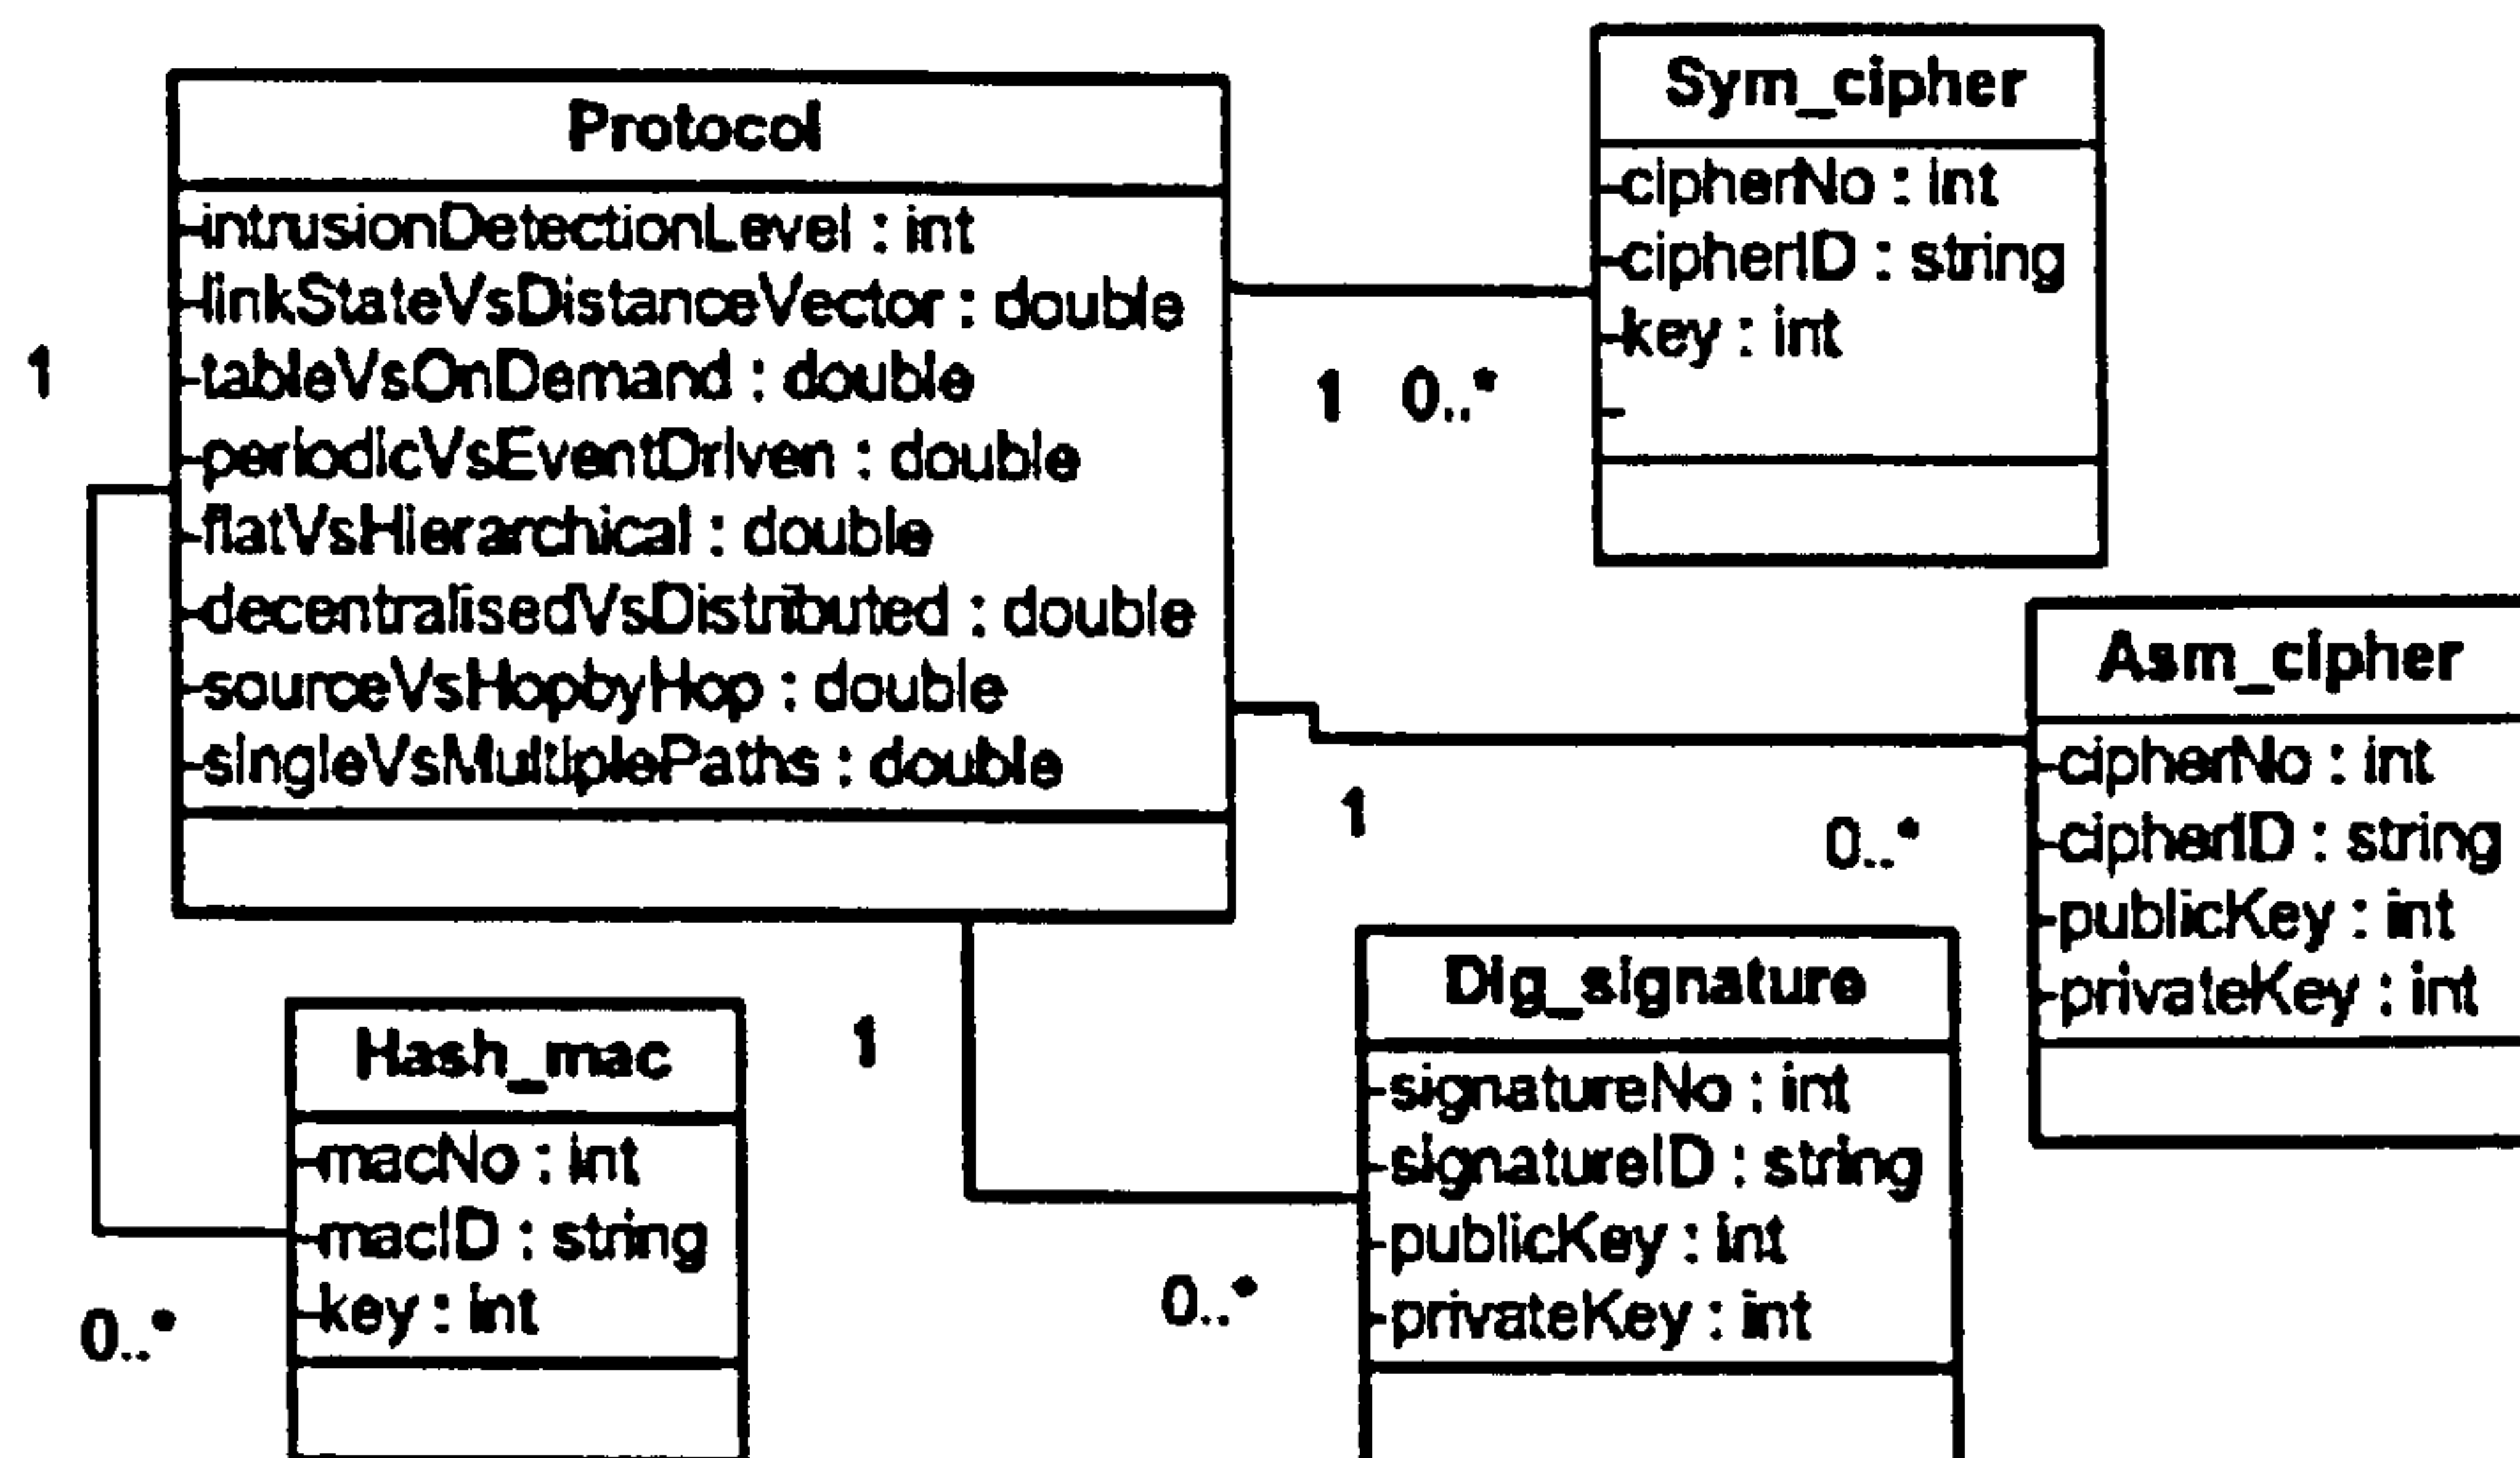 Protocol
-intrusionDetectionLevel : int
-linkStateVsDistanceVector : double
-tableVsOnDemand : double
-periodicVsEventDriven : double
-flatVsHierarchical : double
-decentralisedVsDistributed : double
-sourceVsHopbyHop : double
-singleVsMultiplePaths : double
1
Sym_cipher
-cipherNo : int
-cipherID : string
-key : int
-
1 0..*
Asm_cipher
-cipherNo : int
-cipherID : string
-publicKey : int
-privateKey : int
1
0..*
Hash_mac
-macNo : int
-macID : string
-key : int
0..*
1
Dig_signature
-signatureNo : int
-signatureID : string
-publicKey : int
-privateKey : int
0..*